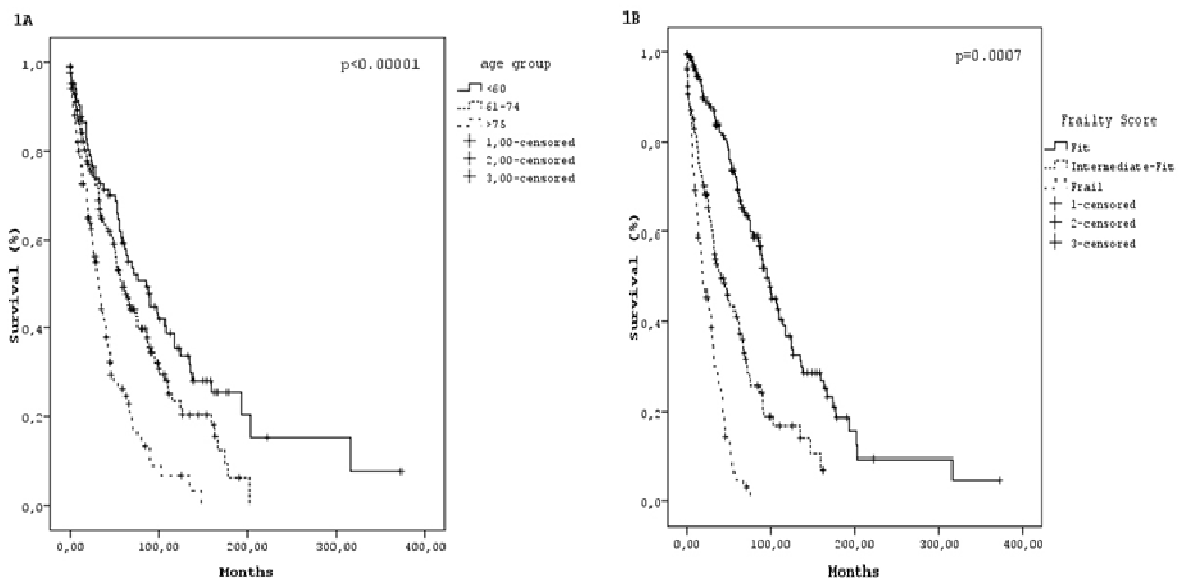 1A
p<0.00001
age group
<60
61-74
>75
1,00-censored
2,00-censored
3,00-censored
Survival (%)
1,0
0,8
0,6
0,4
0,2
0,0
0,00
100,00
200,00
300,00
400,00
Months
1B
p=0.0007
Frailty Score
Fit
Intermediate-Fit
Frail
1-censored
2-censored
3-censored
Survival (%)
1,0
0,8
0,6
0,4
0,2
0,0
0,00
100,00
200,00
300,00
400,00
Months